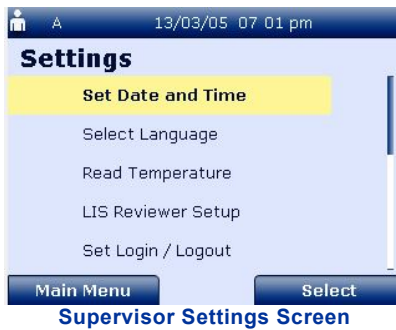 A 13/03/05 07 01 pm
Settings
Set Date and Time
Select Language
Read Temperature
LIS Reviewer Setup
Set Login / Logout
Main Menu Select
Supervisor Settings Screen